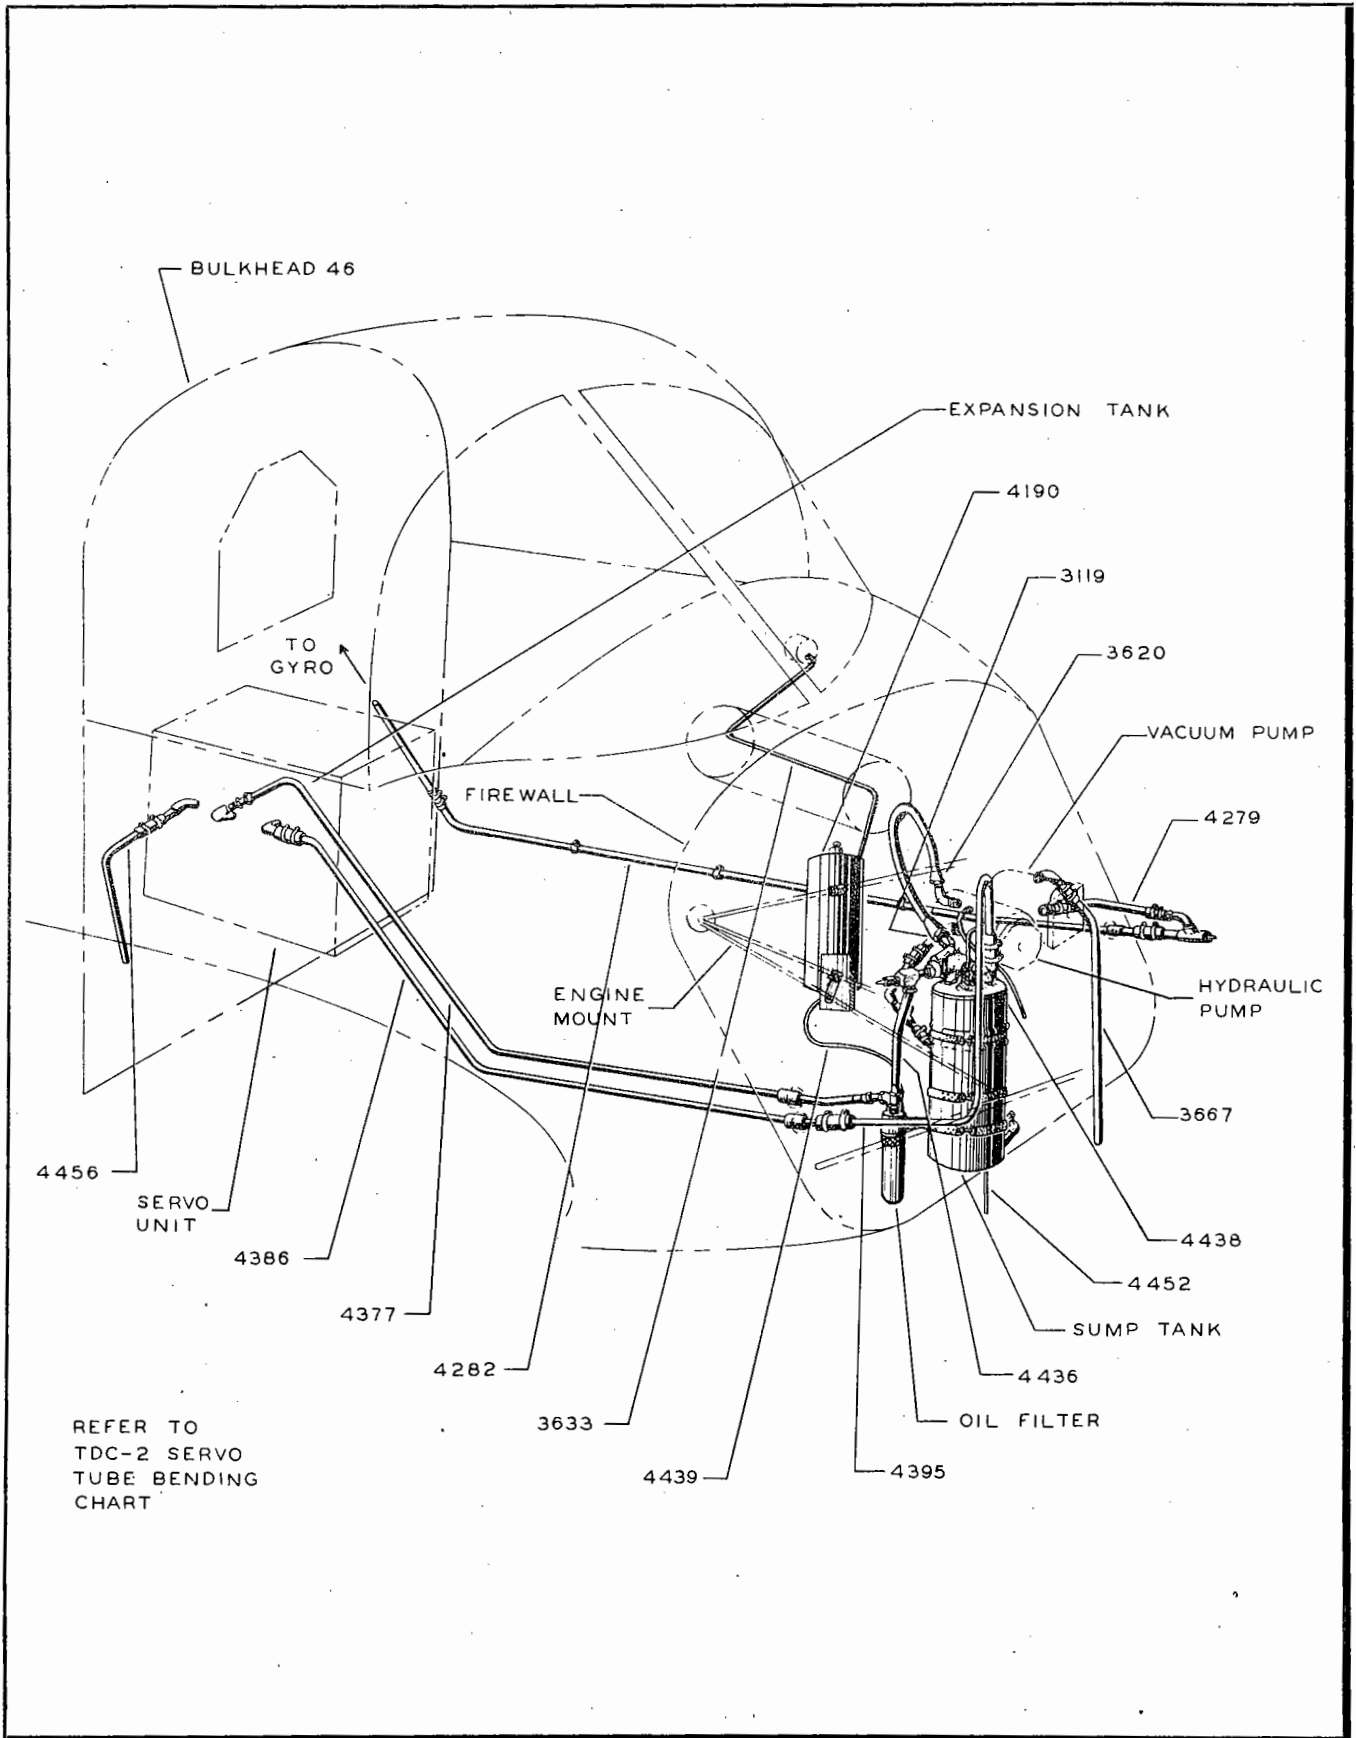 BULKHEAD 46
EXPANSION TANK
4190
3119
3620
VACUUM PUMP
4279
TO
GYRO
FIREWALL
ENGINE
MOUNT
HYDRAULIC
PUMP
3667
4456
SERVO
UNIT
4386
4377
4282
3633
4439
4395
OIL FILTER
4436
SUMP TANK
4452
4438
REFER TO
TDC-2 SERVO
TUBE BENDING
CHART